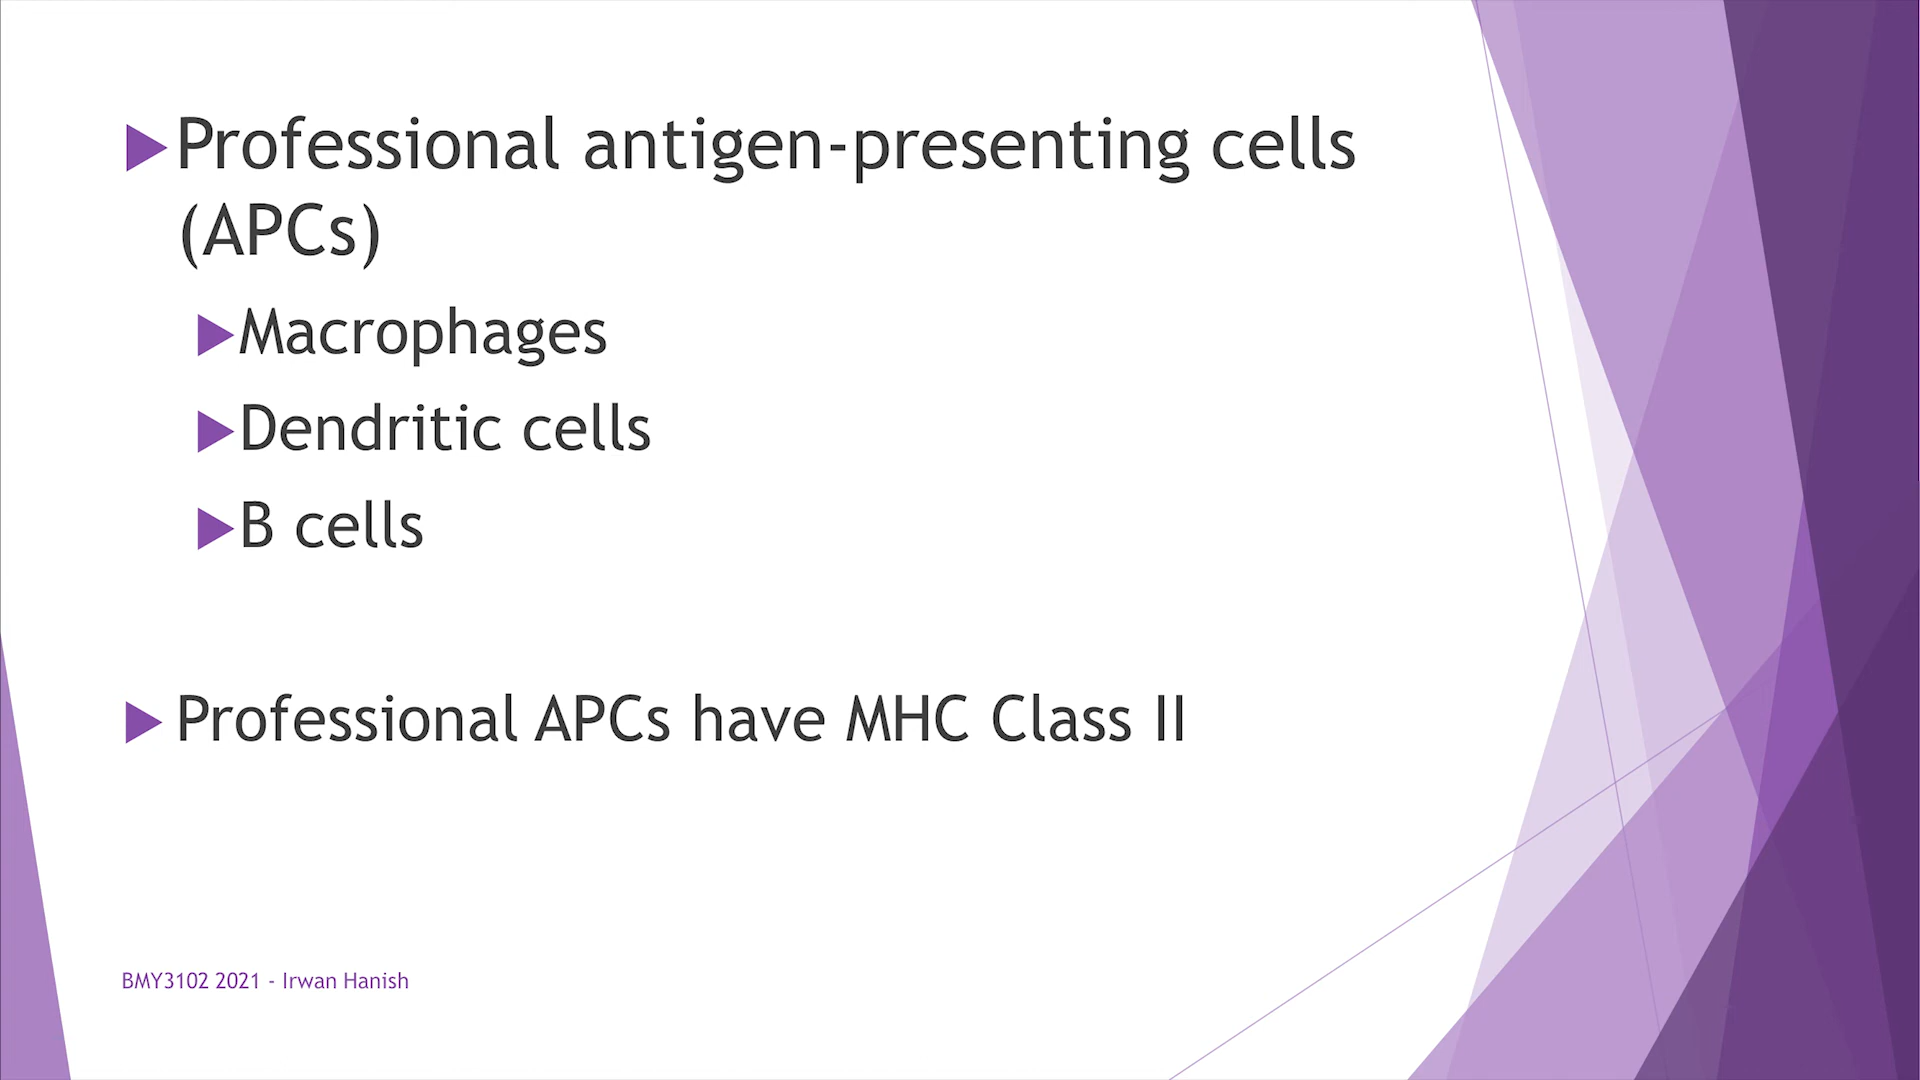 Professional antigen-presenting cells
(APCs)
Macrophages
Dendritic cells
B cells
Professional APCs have MHC Class II
BMY3102 2021 - Irwan Hanish